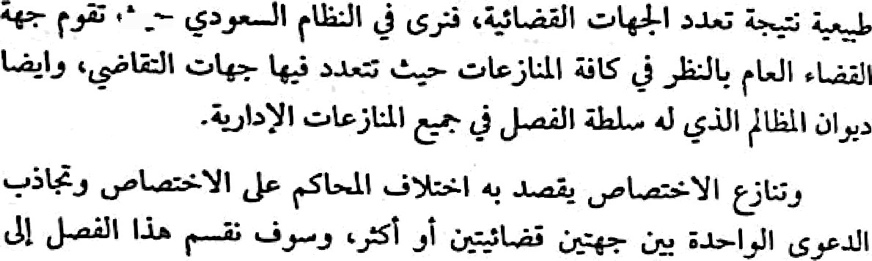 طبيعية نتيجة تعدد الجهات القضائية، فنرى في النظام السعودي تقوم جهة
القضاء العام بالنظر في كافة المنازعات حيث تتعدد فيها جهات التقاضي، وايضا
ديوان المظالم الذي له سلطة الفصل في جميع المنازعات الإدارية.
وتنازع الاختصاص يقصد به اختلاف المحاكم على الاختصاص وتجاذب
الدعوى الواحدة بين جهتين قضائيتين أو أكثر، وسوف نقسم هذا الفصل إلى